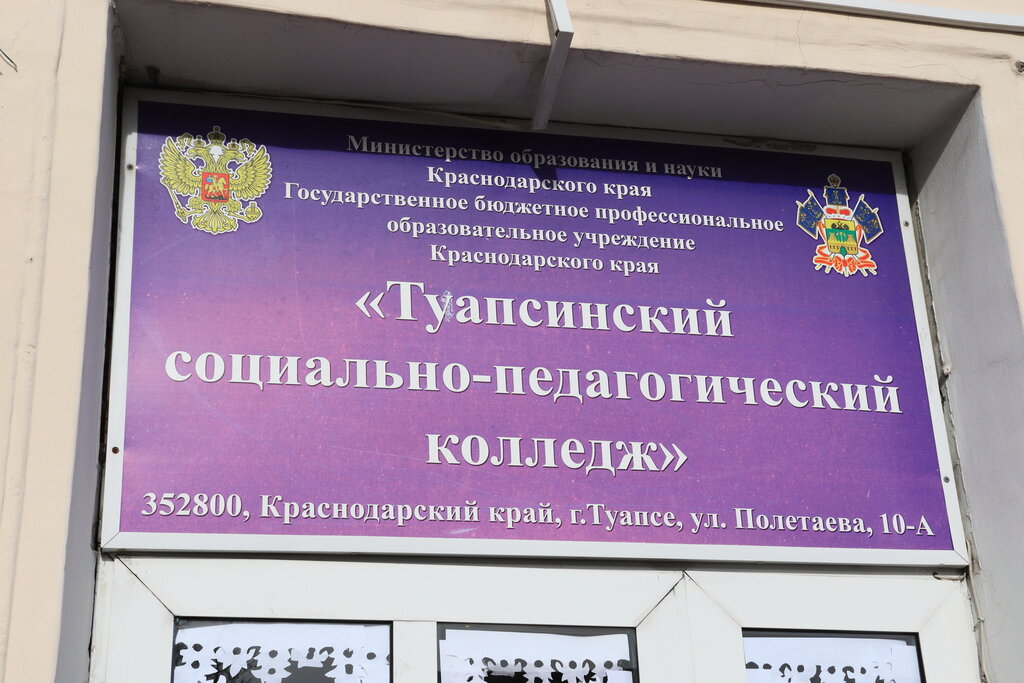 Министерство образования и науки
Краснодарского края
Государственное бюджетное профессиональное
образовательное учреждение
Краснодарского края
«Туапсинский
социально-педагогический
колледж»
352800, Краснодарский край, г.Туапсе, ул. Полетаева, 10-А